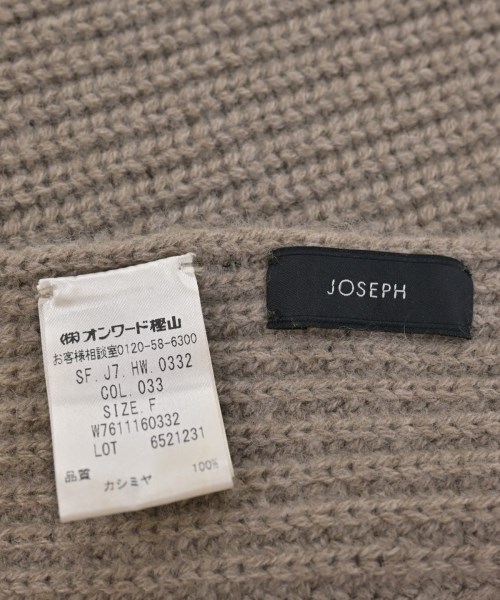 JOSEPH
(株)オンワード樫山
お客様相談室0120-58-6300
SF. J7. HW. 0332
COL. 033
SIZE. F
W7611160332
LOT 6521231
品質 カシミヤ 100%